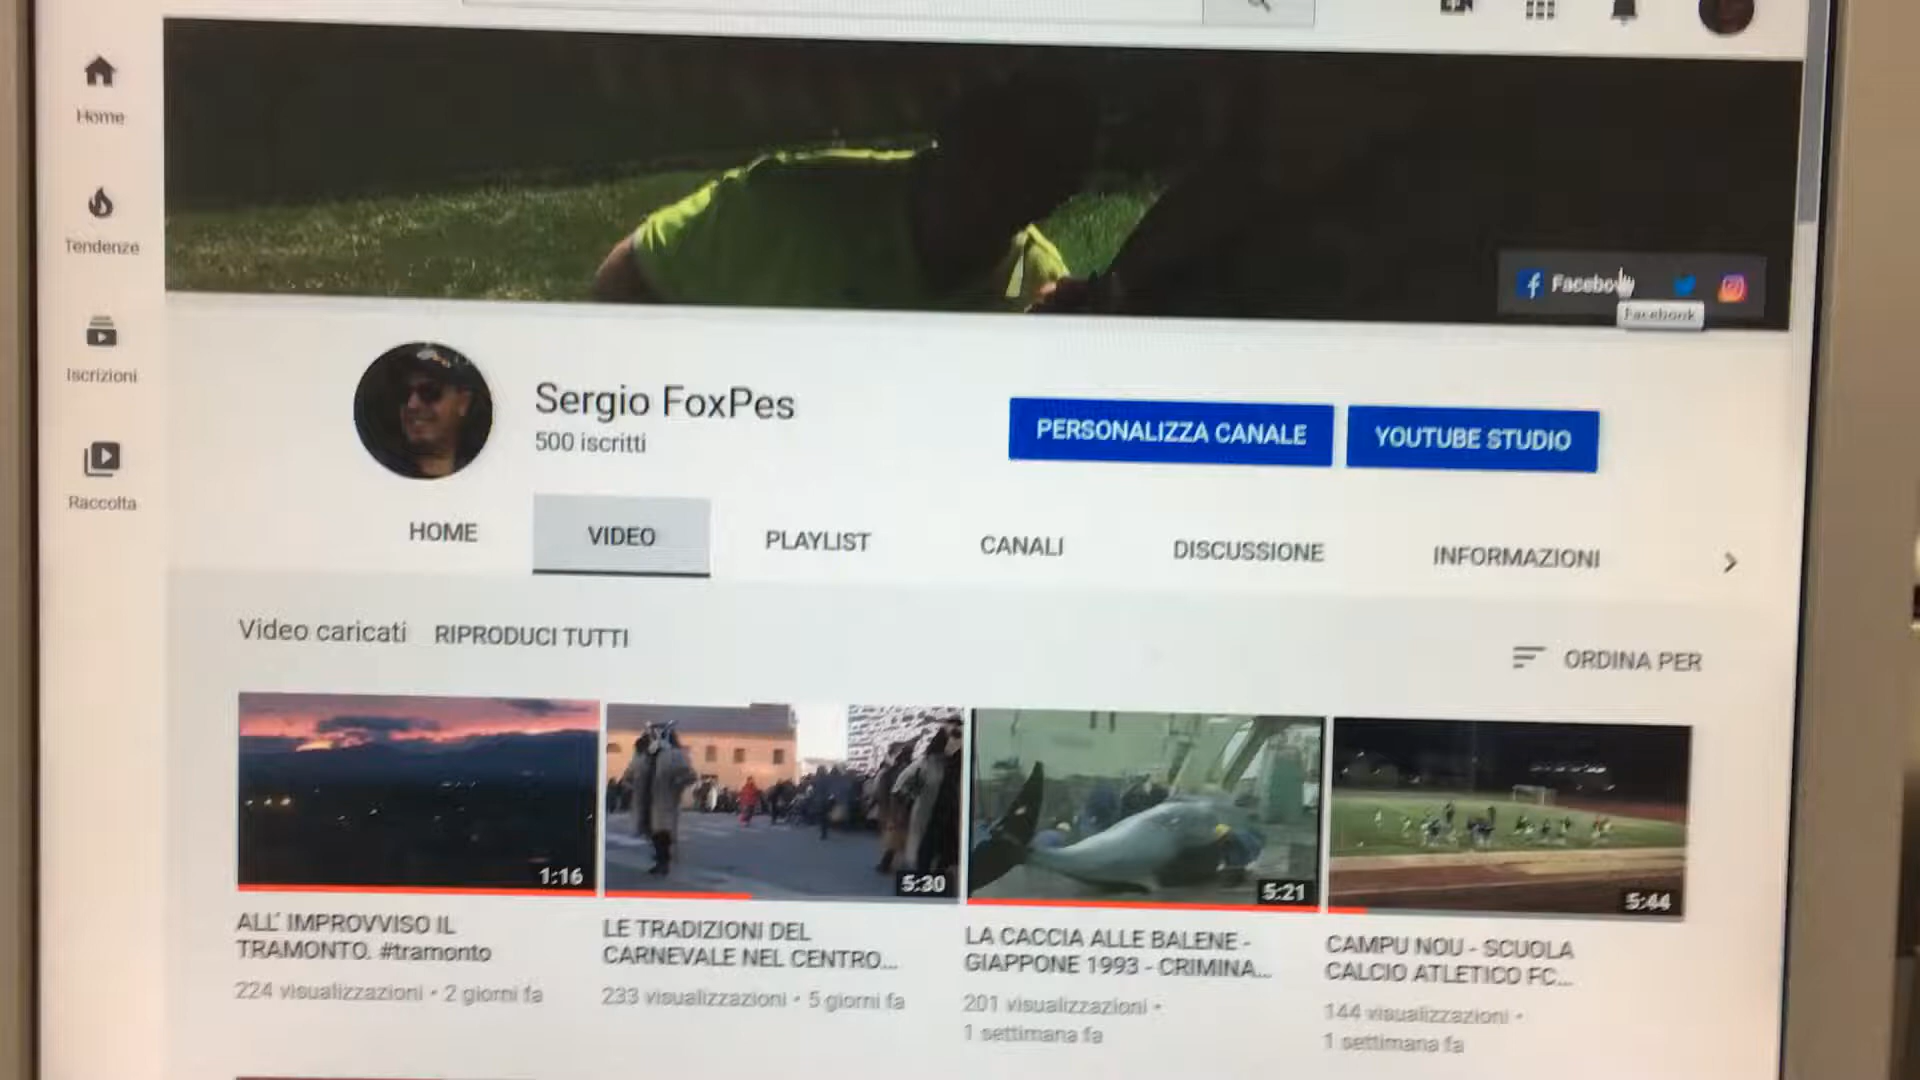 Home
Tendenze
Iscrizioni
Raccolta
Facebook
Facebook
Sergio FoxPes
500 iscritti
PERSONALIZZA CANALE
YOUTUBE STUDIO
HOME
VIDEO
PLAYLIST
CANALI
DISCUSSIONE
INFORMAZIONI
Video caricati
RIPRODUCI TUTTI
ORDINA PER
1:16
5:30
5:21
5:44
ALL' IMPROVVISO IL
TRAMONTO. #tramonto
224 visualizzazioni • 2 giorni fa
LE TRADIZIONI DEL
CARNEVALE NEL CENTRO...
233 visualizzazioni • 5 giorni fa
LA CACCIA ALLE BALENE -
GIAPPONE 1993 - CRIMINA...
201 visualizzazioni •
1 settimana fa
CAMPU NOU - SCUOLA
CALCIO ATLETICO FC...
144 visualizzazioni •
1 settimana fa